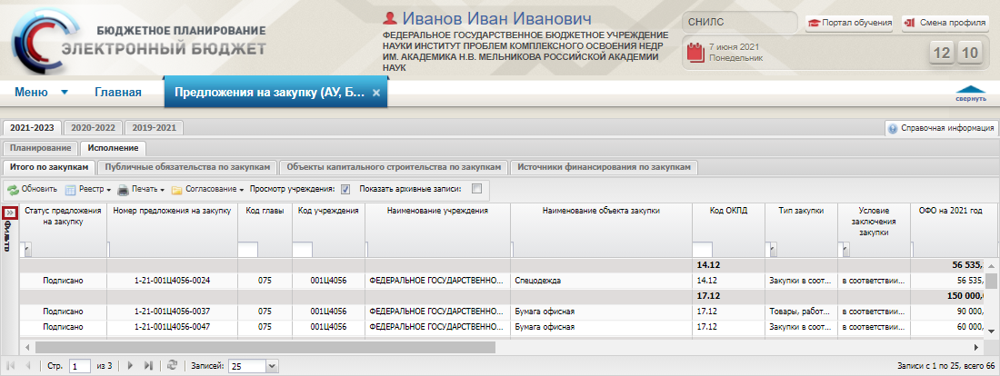 БЮДЖЕТНОЕ ПЛАНИРОВАНИЕ
ЭЛЕКТРОННЫЙ БЮДЖЕТ
Иванов Иван Иванович
ФЕДЕРАЛЬНОЕ ГОСУДАРСТВЕННОЕ БЮДЖЕТНОЕ УЧРЕЖДЕНИЕ
НАУКИ ИНСТИТУТ ПРОБЛЕМ КОМПЛЕКСНОГО ОСВОЕНИЯ НЕДР
ИМ. АКАДЕМИКА Н.В. МЕЛЬНИКОВА РОССИЙСКОЙ АКАДЕМИИ
НАУК
СНИЛС
Портал обучения
Смена профиля
7 июня 2021
Понедельник
12 10
Меню Главная Предложения на закупку (АУ, Б... ×
свернуть
2021-2023 2020-2022 2019-2021
Справочная информация
Планирование Исполнение
Итого по закупкам Публичные обязательства по закупкам Объекты капитального строительства по закупкам Источники финансирования по закупкам
Обновить Реестр Печать Согласование Просмотр учреждения: Показать архивные записи:
Фильтр
Статус предложения на закупку Номер предложения на закупку Код главы Код учреждения Наименование учреждения Наименование объекта закупки Код ОКПД Тип закупки Условие заключения закупки ОФО на 2021 год
14.12 56 535,
Подписано 1-21-001Ц4056-0024 075 001Ц4056 ФЕДЕРАЛЬНОЕ ГОСУДАРСТВЕННО... Спецодежда 14.12 Закупки в соот... в соответствии... 56 535,
17.12 150 000,
Подписано 1-21-001Ц4056-0037 075 001Ц4056 ФЕДЕРАЛЬНОЕ ГОСУДАРСТВЕННО... Бумага офисная 17.12 Товары, работ... в соответствии... 90 000,
Подписано 1-21-001Ц4056-0047 075 001Ц4056 ФЕДЕРАЛЬНОЕ ГОСУДАРСТВЕННО... Бумага офисная 17.12 Закупки в соот... в соответствии... 60 000,
Стр. 1 из 3 Записей: 25 Записи с 1 по 25, всего 66